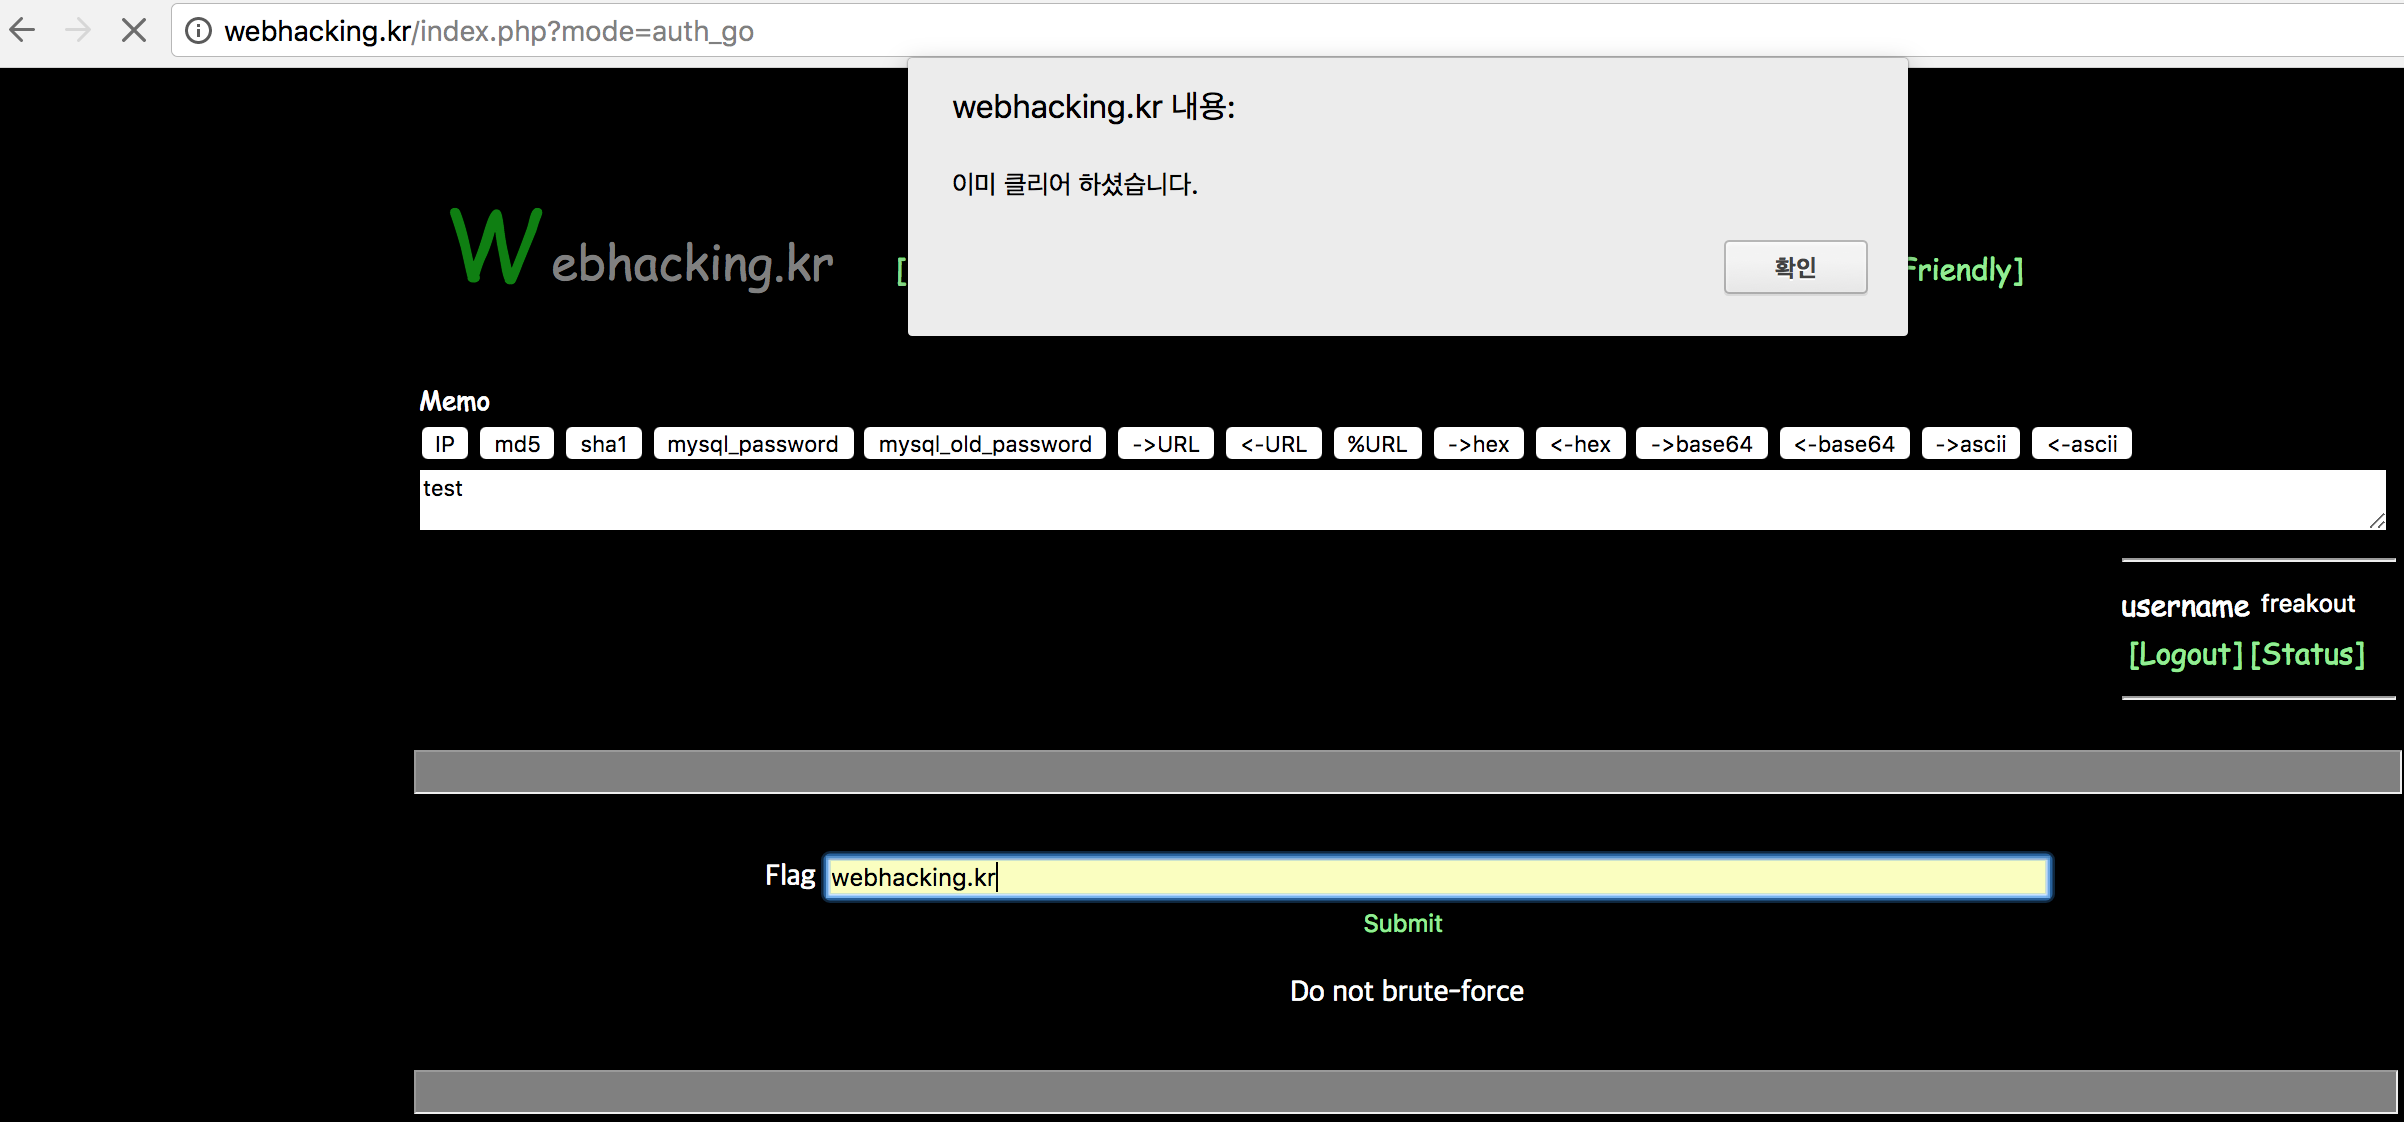 webhacking.kr/index.php?mode=auth_go
webhacking.kr 내용:
이미 클리어 하셨습니다.
확인
Webhacking.kr [ Friendly]
Memo
IP md5 sha1 mysql_password mysql_old_password ->URL <-URL %URL ->hex <-hex ->base64 <-base64 ->ascii <-ascii
test
username freakout
[Logout] [Status]
Flag webhacking.kr
Submit
Do not brute-force